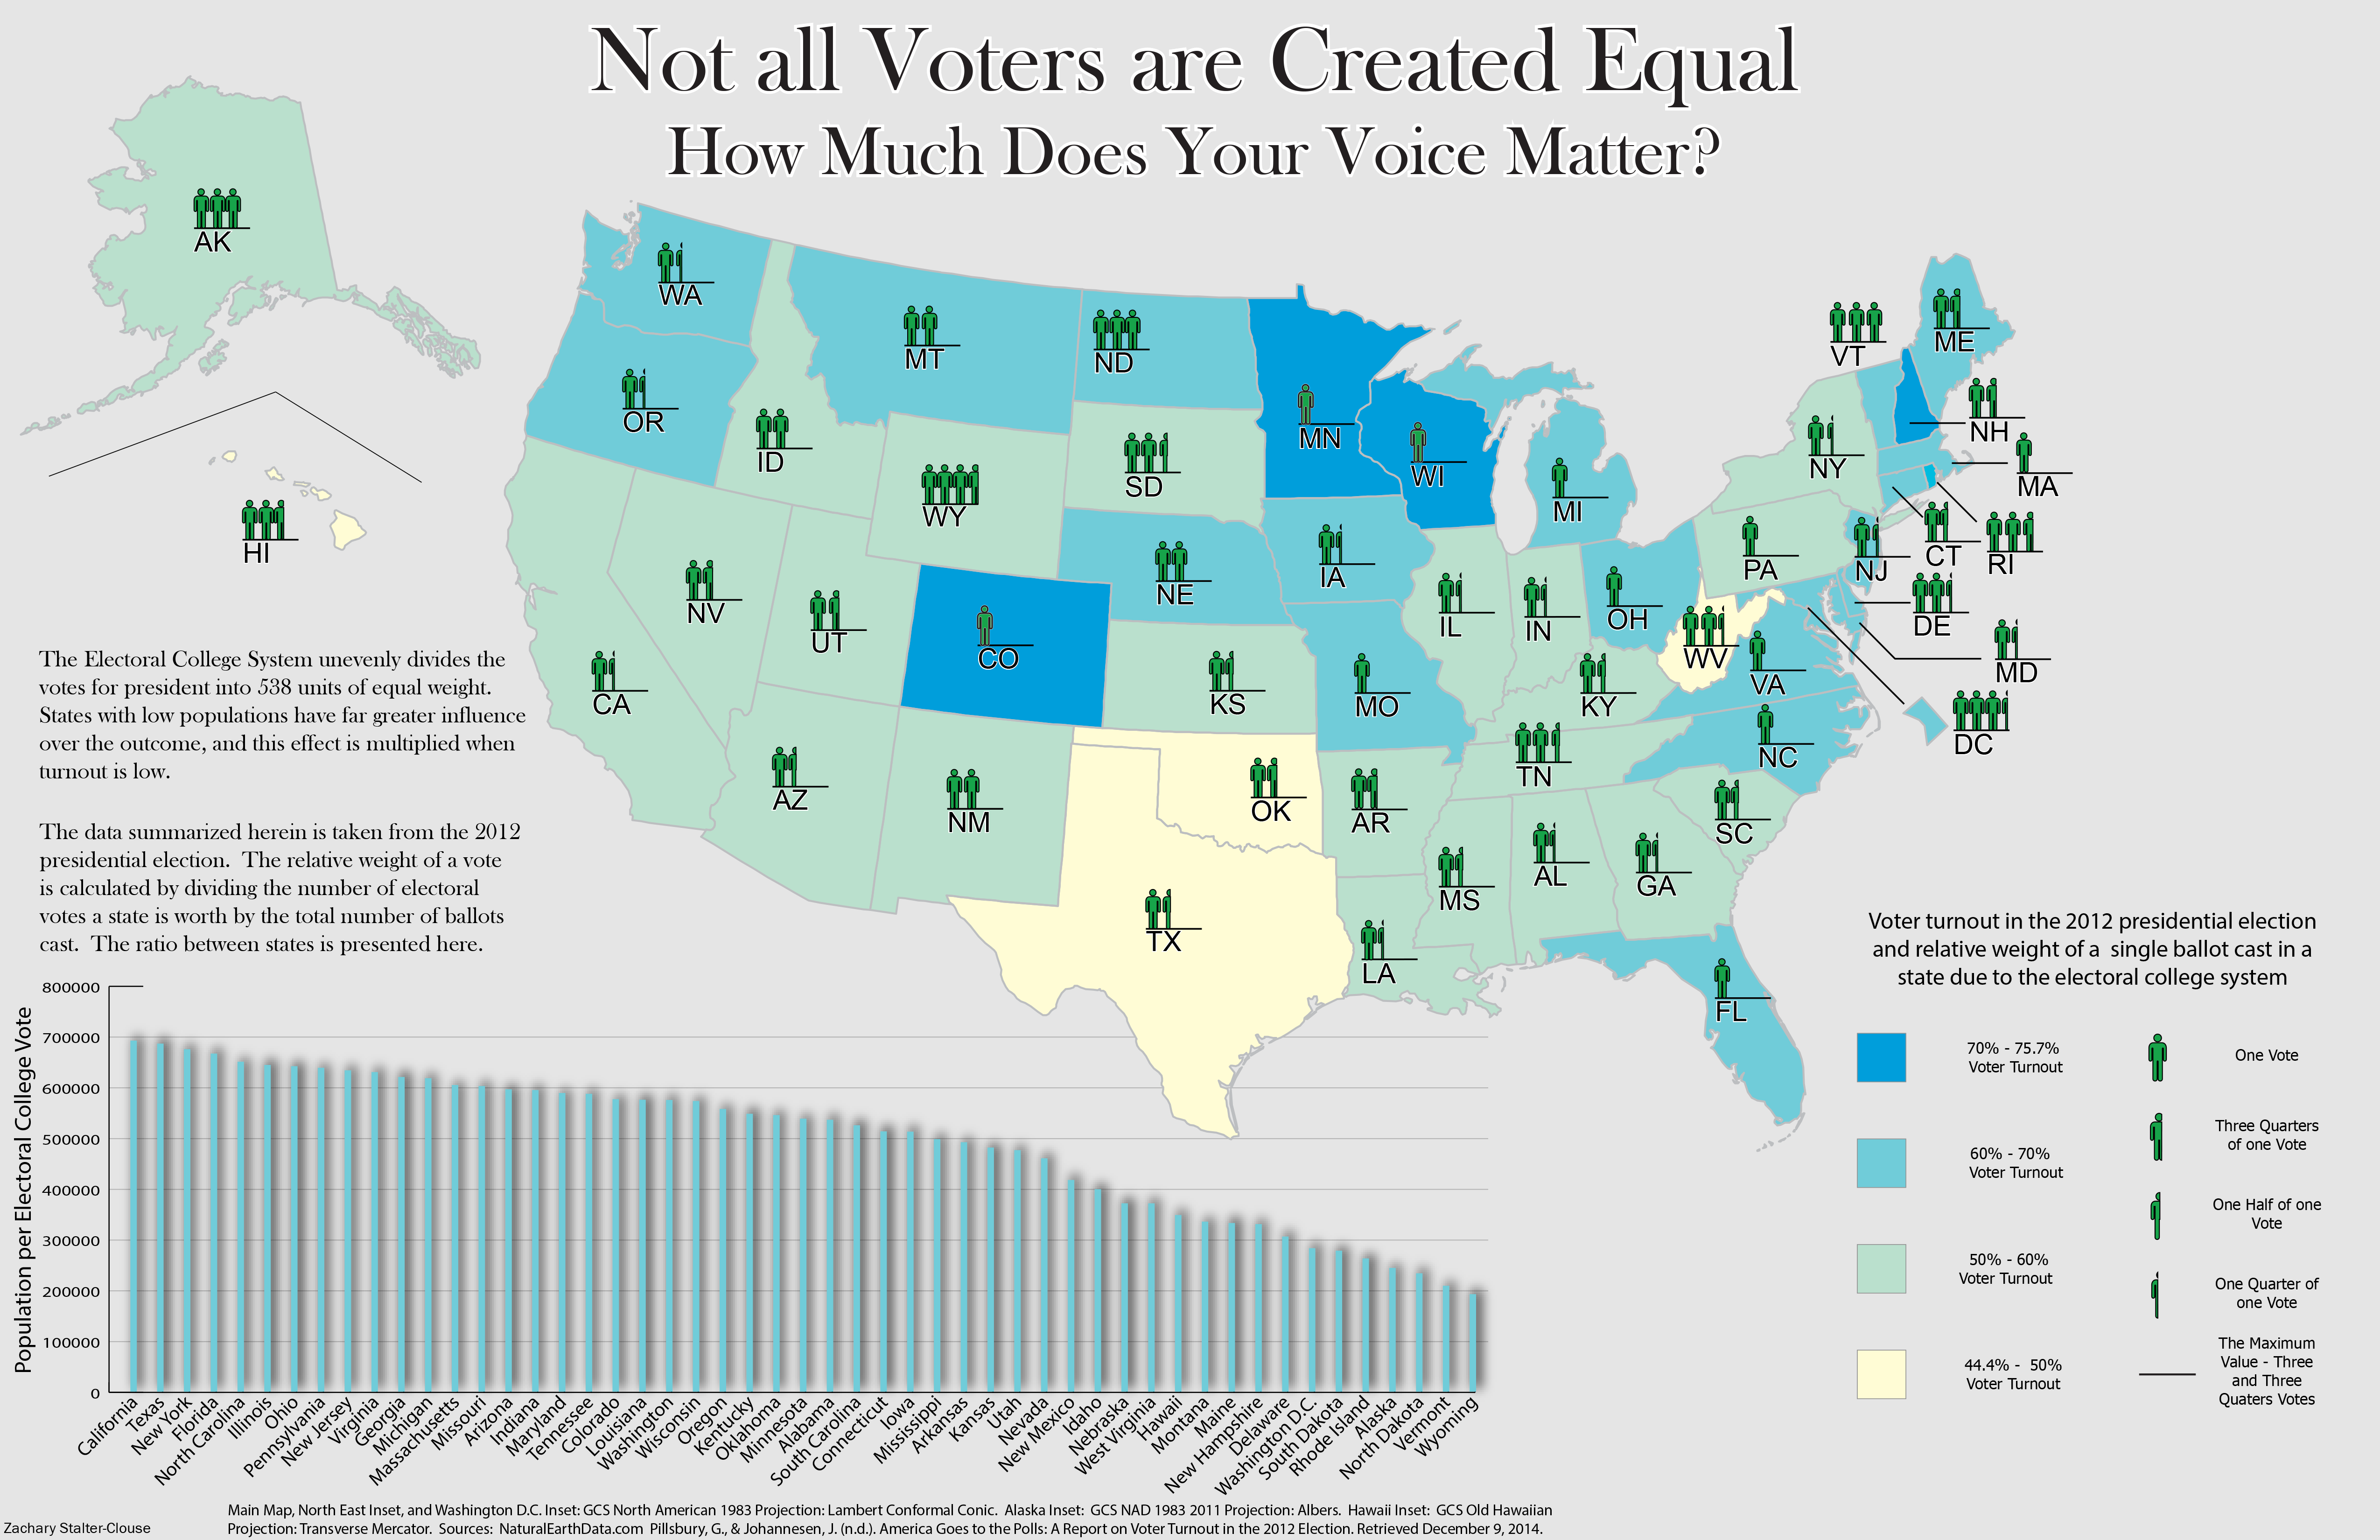 Not all Voters are Created Equal
How Much Does Your Voice Matter?
AK
HI
WA
OR
MT
ID
ND
SD
WY
MN
WI
MI
VT
ME
NH
MA
NY
CT
RI
PA
NJ
DE
MD
DC
NV
UT
CO
NE
IA
IL
IN
OH
WV
VA
CA
KS
MO
KY
NC
TN
AZ
NM
OK
AR
SC
MS
AL
GA
TX
LA
FL
The Electoral College System unevenly divides the
votes for president into 538 units of equal weight.
States with low populations have far greater influence
over the outcome, and this effect is multiplied when
turnout is low.
The data summarized herein is taken from the 2012
presidential election. The relative weight of a vote
is calculated by dividing the number of electoral
votes a state is worth by the total number of ballots
cast. The ratio between states is presented here.
Population per Electoral College Vote
800000
700000
600000
500000
400000
300000
200000
100000
0
California
Texas
New York
Florida
North Carolina
Illinois
Ohio
Pennsylvania
New Jersey
Virginia
Georgia
Michigan
Massachusetts
Missouri
Arizona
Indiana
Maryland
Tennessee
Colorado
Louisiana
Washington
Wisconsin
Oregon
Kentucky
Oklahoma
Minnesota
Alabama
South Carolina
Connecticut
Iowa
Mississippi
Arkansas
Kansas
Utah
Nevada
New Mexico
Idaho
Nebraska
West Virginia
Hawaii
Montana
Maine
New Hampshire
Delaware
Washington D.C.
South Dakota
Rhode Island
Alaska
North Dakota
Vermont
Wyoming
Voter turnout in the 2012 presidential election
and relative weight of a single ballot cast in a
state due to the electoral college system
70% - 75.7%
Voter Turnout
One Vote
60% - 70%
Voter Turnout
Three Quarters
of one Vote
One Half of one
Vote
50% - 60%
Voter Turnout
One Quarter of
one Vote
44.4% - 50%
Voter Turnout
The Maximum
Value - Three
and Three
Quaters Votes
Main Map, North East Inset, and Washington D.C. Inset: GCS North American 1983 Projection: Lambert Conformal Conic. Alaska Inset: GCS NAD 1983 2011 Projection: Albers. Hawaii Inset: GCS Old Hawaiian
Projection: Transverse Mercator. Sources: NaturalEarthData.com Pillsbury, G., & Johannesen, J. (n.d.). America Goes to the Polls: A Report on Voter Turnout in the 2012 Election. Retrieved December 9, 2014.
Zachary Stalter-Clouse